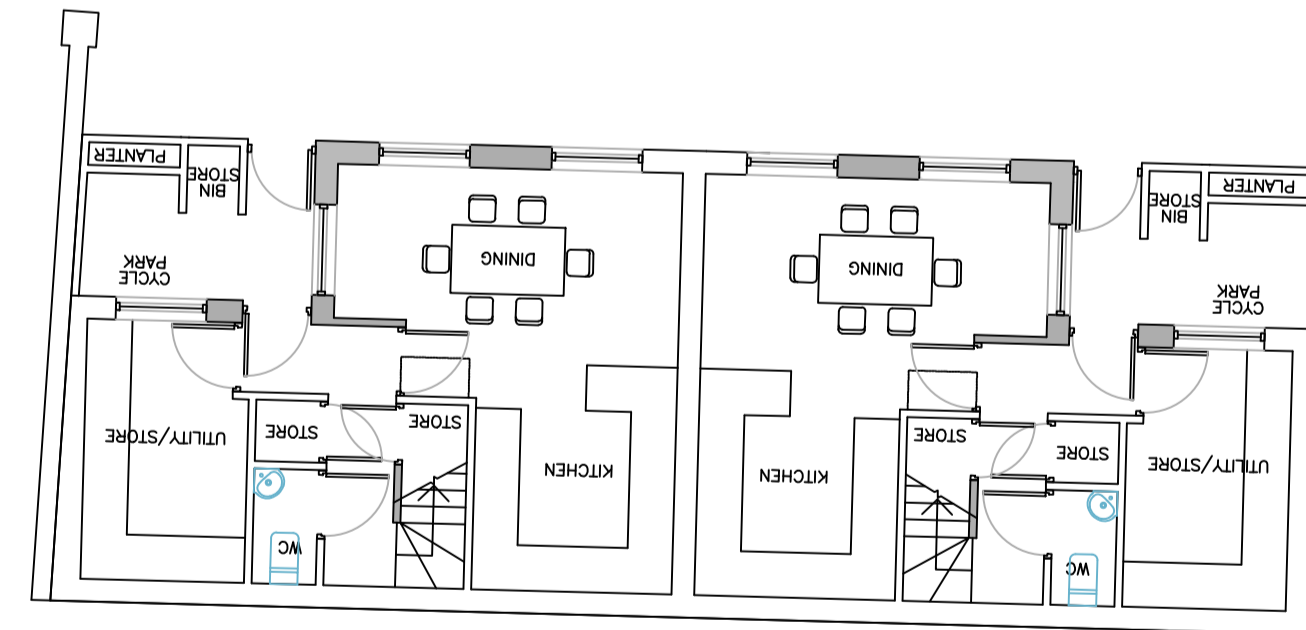 WC
WC
UTILITY/STORE
KITCHEN
KITCHEN
STORE
STORE
UTILITY/STORE
STORE
STORE
CYCLE
PARK
CYCLE
PARK
DINING
DINING
BIN
STORE
PLANTER
BIN
STORE
PLANTER